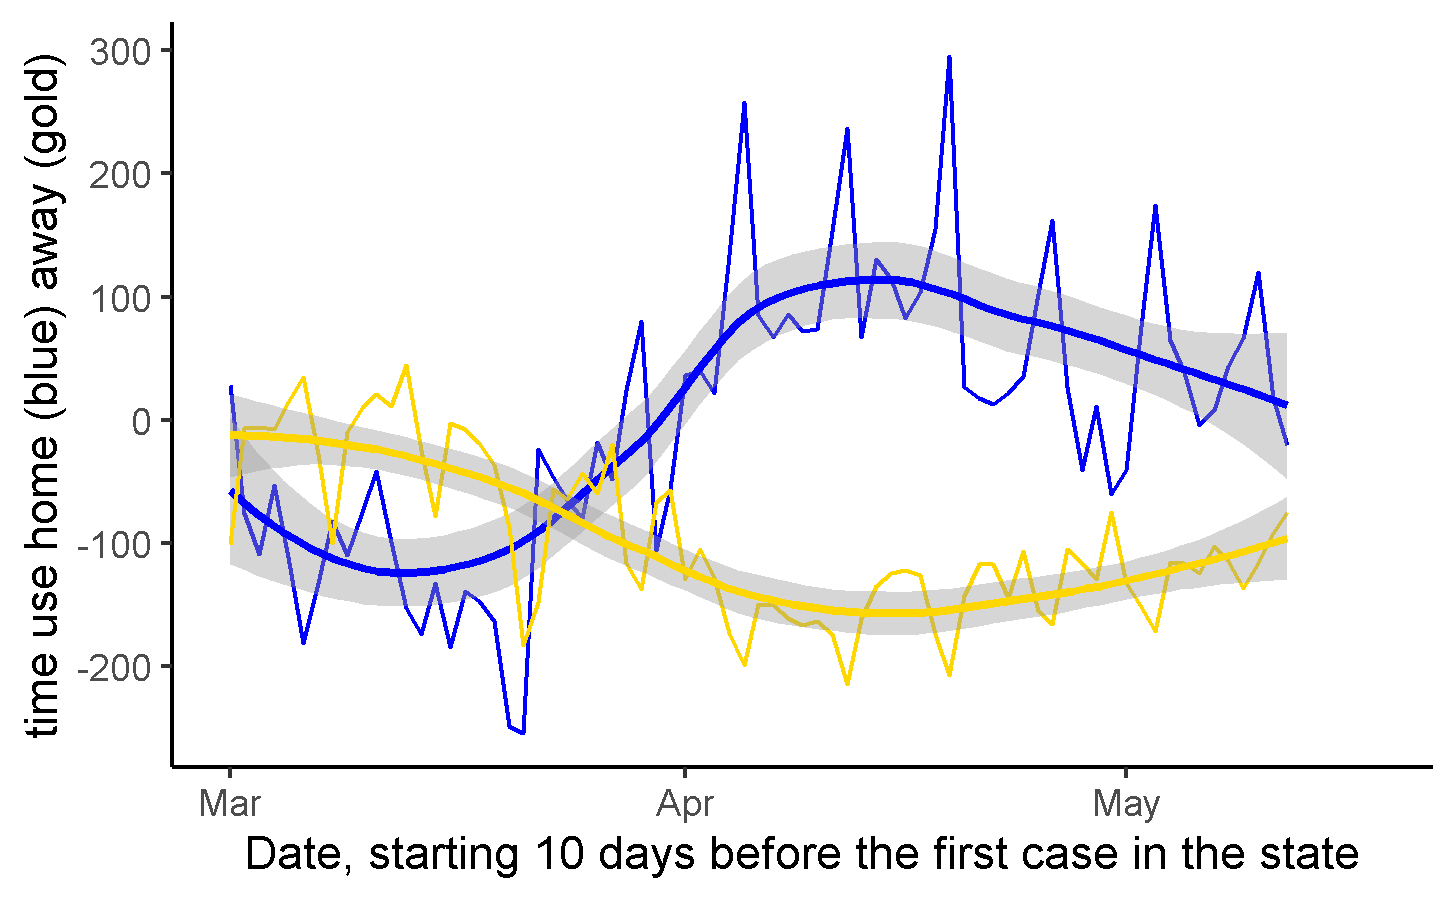 time use home (blue) away (gold)
300
200
100
0
-100
-200
Mar
Apr
May
Date, starting 10 days before the first case in the state